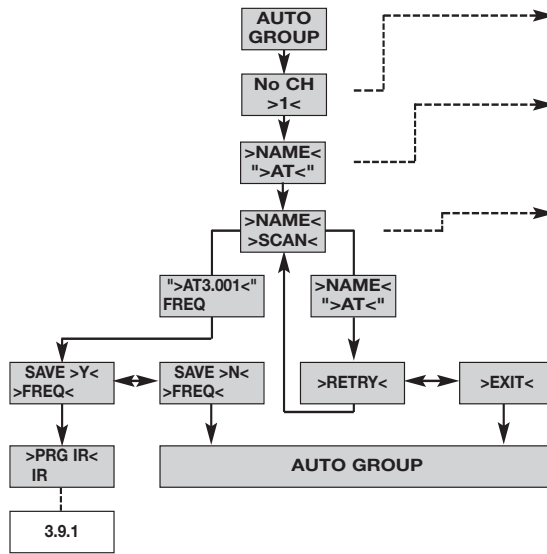 AUTO
GROUP
No CH
>1<
>NAME<
">AT<"
>NAME<
>SCAN<
">AT3.001<"
FREQ
>NAME<
">AT<"
SAVE >Y<
>FREQ<
SAVE >N<
>FREQ<
>RETRY<
>EXIT<
>PRG IR<
IR
AUTO GROUP
3.9.1